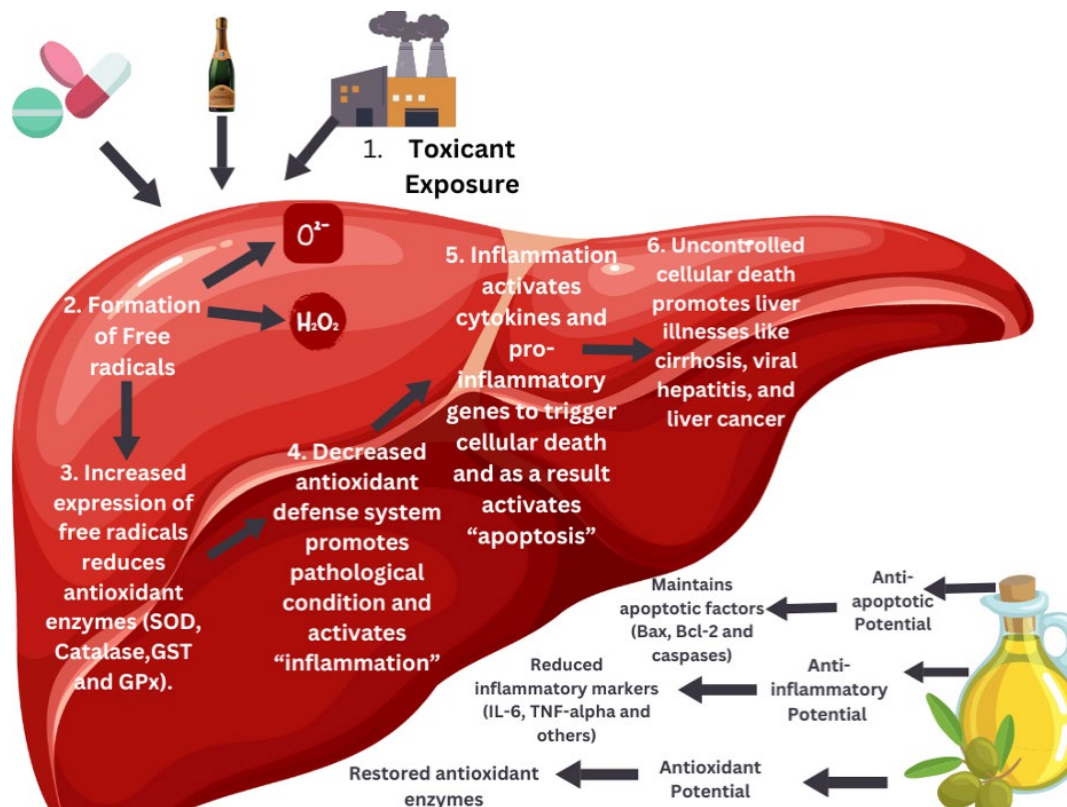 1. Toxicant
Exposure
O²⁻
H₂O₂
2. Formation
of Free
radicals
3. Increased
expression of
free radicals
reduces
antioxidant
enzymes (SOD,
Catalase,GST
and GPx).
4. Decreased
antioxidant
defense system
promotes
pathological
condition and
activates
“inflammation”
5. Inflammation
activates
cytokines and
pro-
inflammatory
genes to trigger
cellular death
and as a result
activates
“apoptosis”
6. Uncontrolled
cellular death
promotes liver
illnesses like
cirrhosis, viral
hepatitis, and
liver cancer
Anti-
apoptotic
Potential
Maintains
apoptotic factors
(Bax, Bcl-2 and
caspases)
Anti-
inflammatory
Potential
Reduced
inflammatory markers
(IL-6, TNF-alpha and
others)
Antioxidant
Potential
Restored antioxidant
enzymes